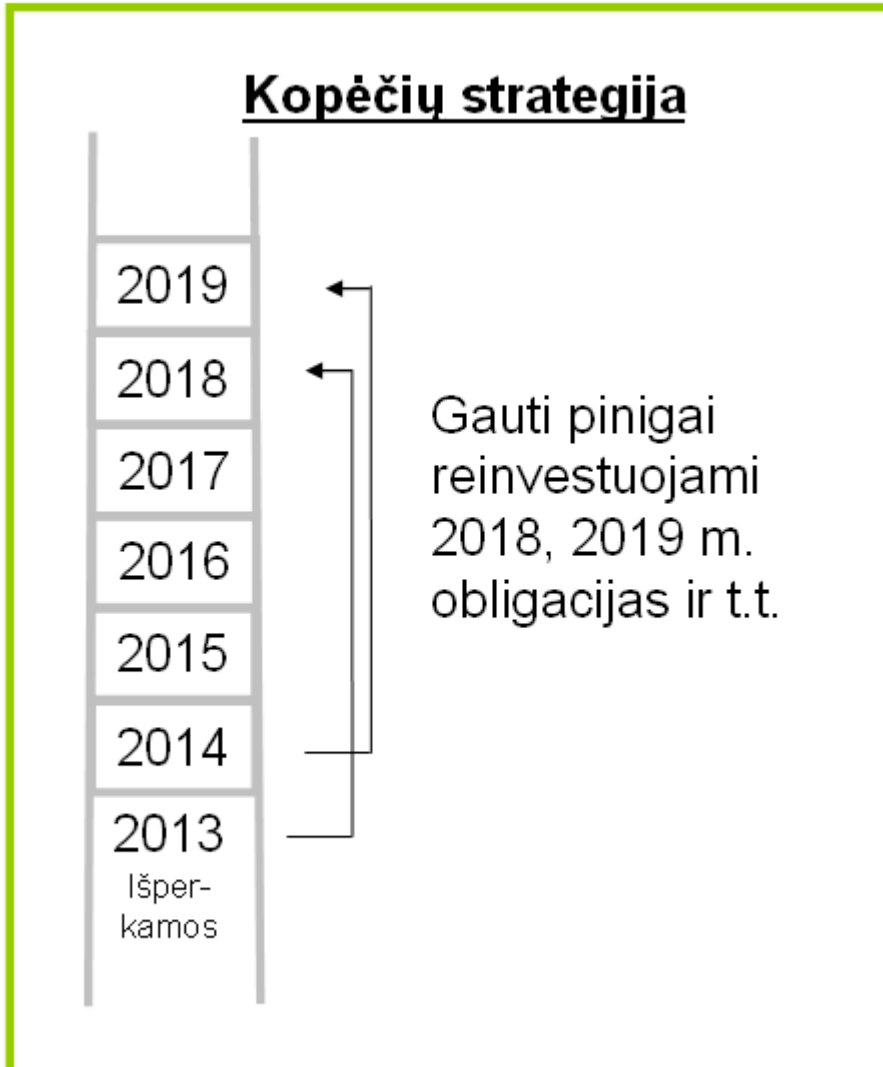 Kopėčių strategija
2019
2018
2017
2016
2015
2014
2013
Išper-
kamos
Gauti pinigai
reinvestuojami
2018, 2019 m.
obligacijas ir t.t.